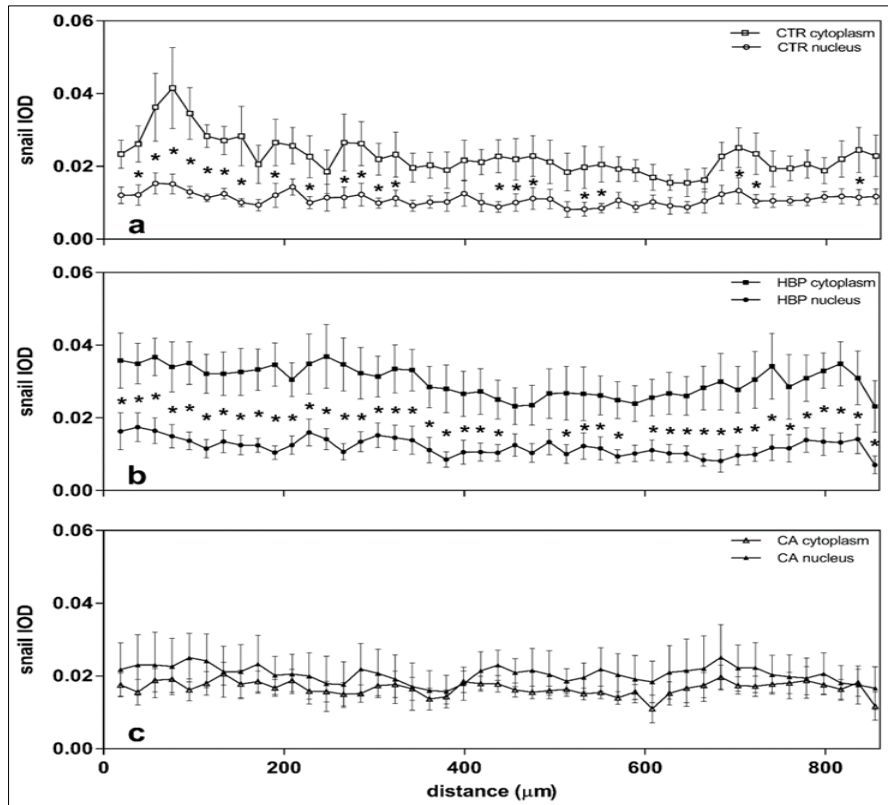 0.06
CTR cytoplasm
CTR nucleus
0.04
snail IOD
0.02
* * * * * * * * * * * * * * * * * * * * *
a
0.00
0.06
HBP cytoplasm
HBP nucleus
0.04
snail IOD
0.02
* * * * * * * * * * * * * * * * * * * * * * * * * * * * * * * * * * * * * * *
b
0.00
0.06
CA cytoplasm
CA nucleus
0.04
snail IOD
0.02
c
0.00
0 200 400 600 800
distance (μm)